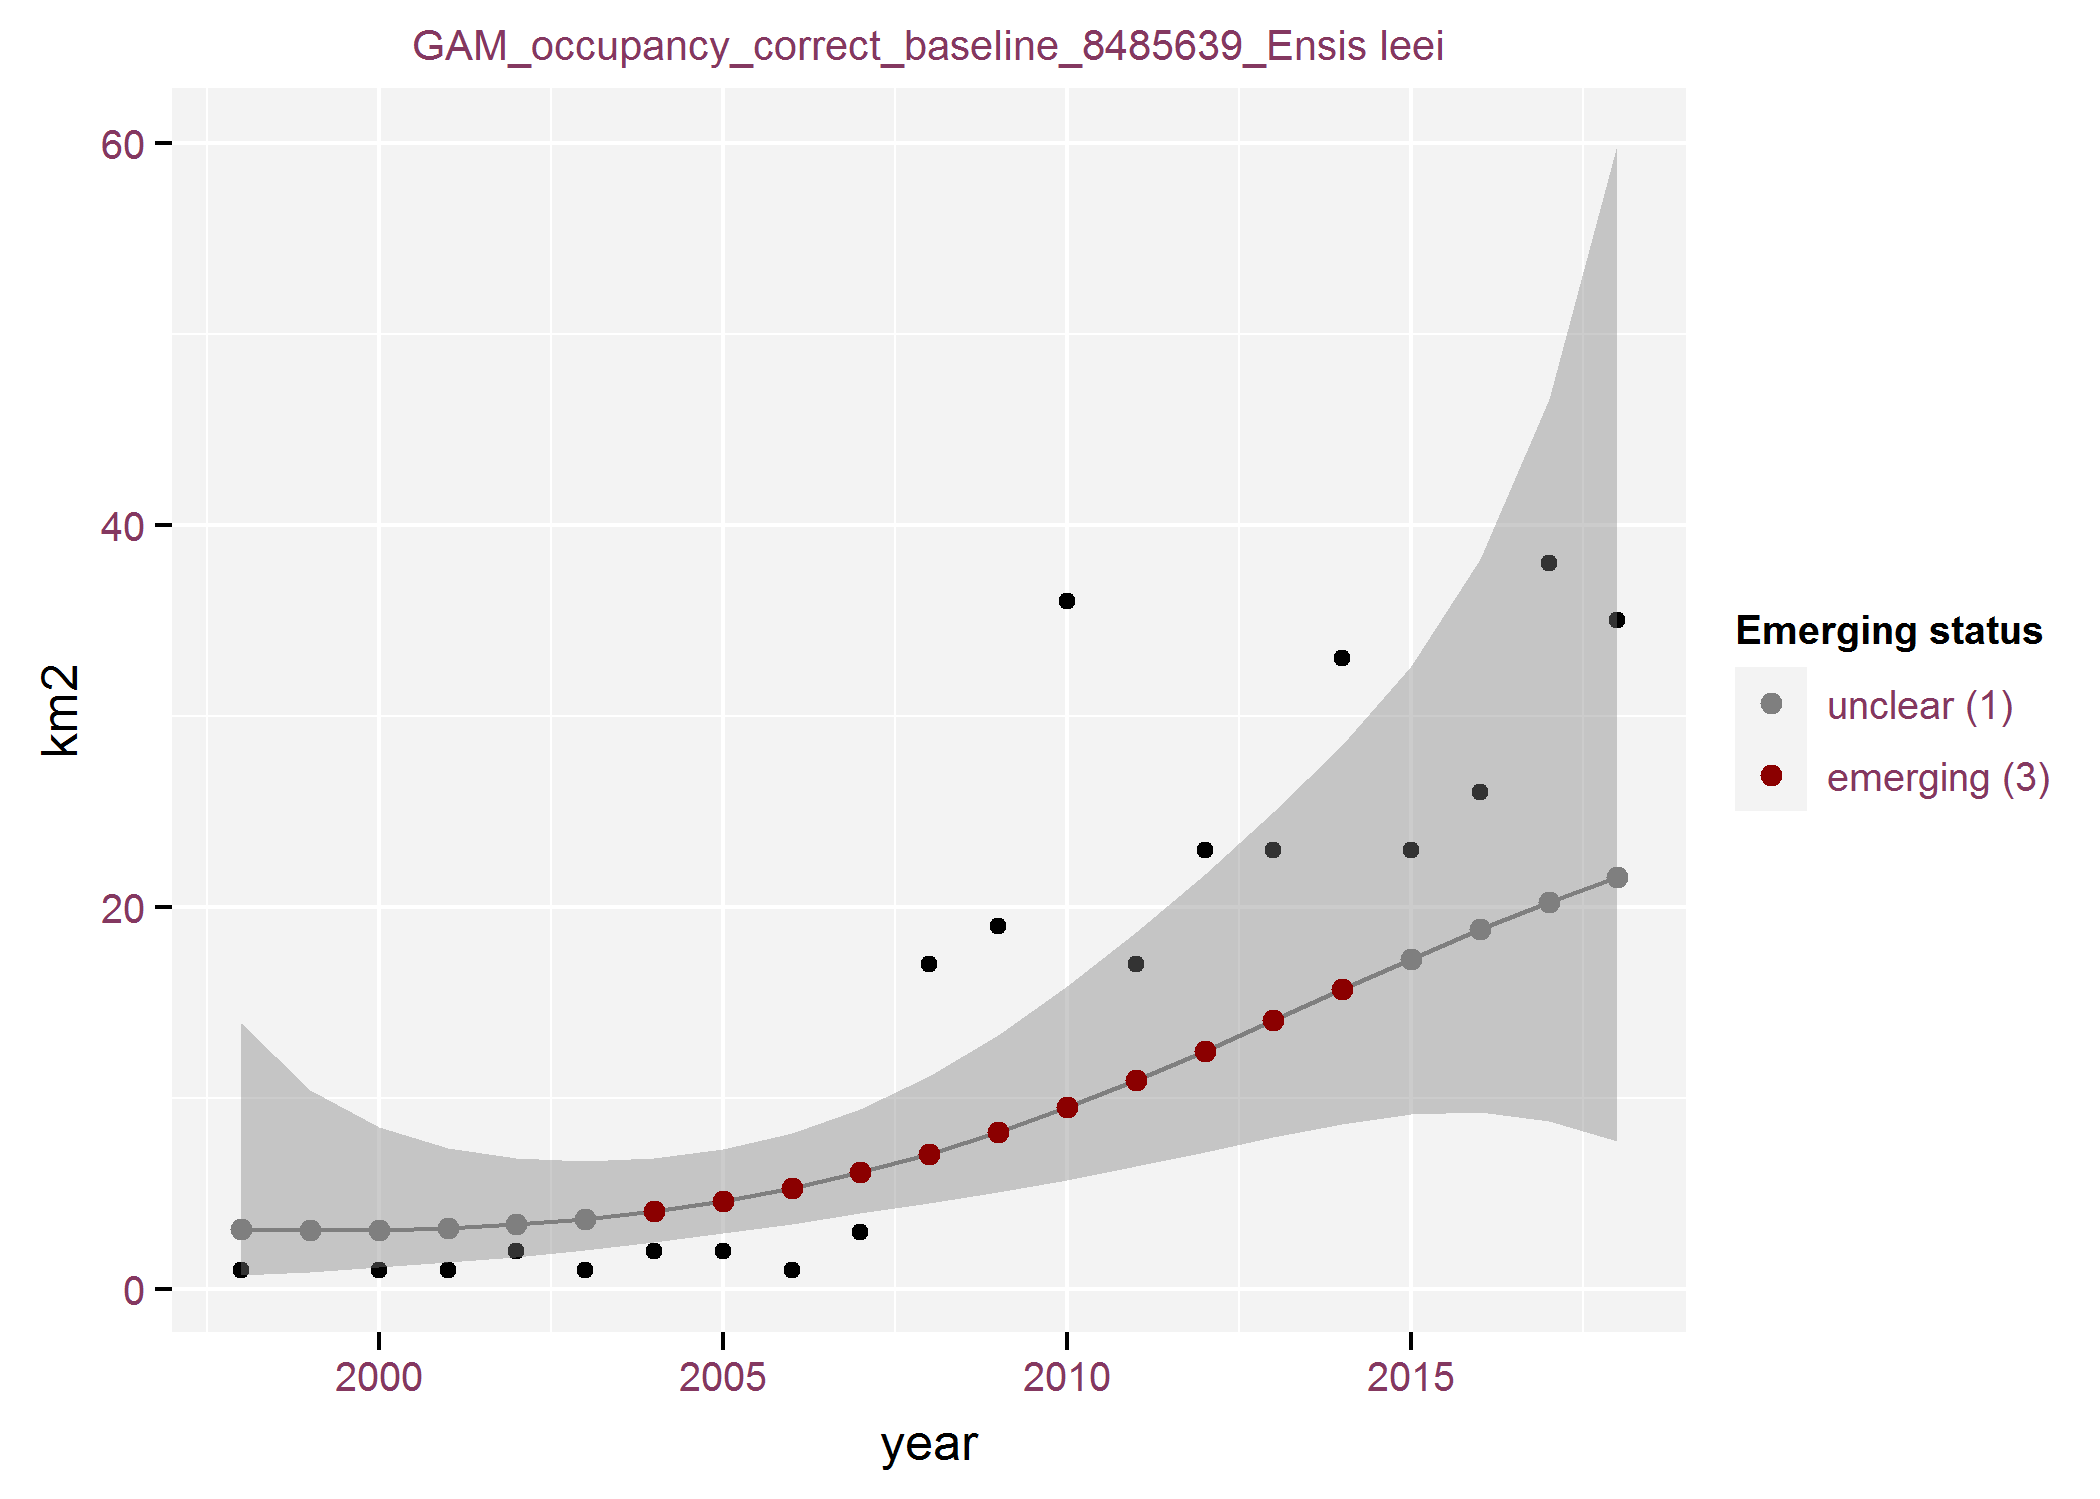 GAM_occupancy_correct_baseline_8485639_Ensis leei
60
40
20
0
km2
2000 2005 2010 2015
year
Emerging status
unclear (1)
emerging (3)